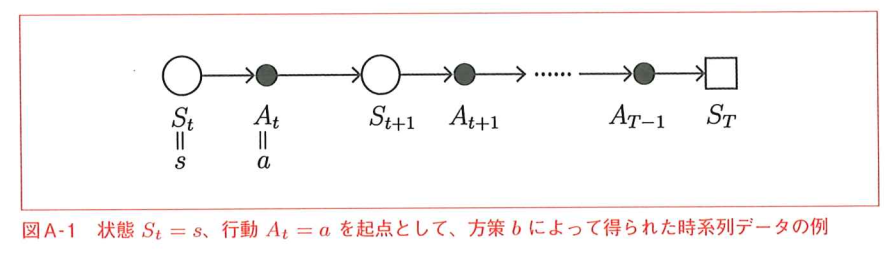 $S_t$ $A_t$ $S_{t+1}$ $A_{t+1}$ ...... $A_{T-1}$ $S_T$
|| ||
$s$ $a$
図A-1 状態 $S_t = s$、行動 $A_t = a$ を起点として、方策 $b$ によって得られた時系列データの例